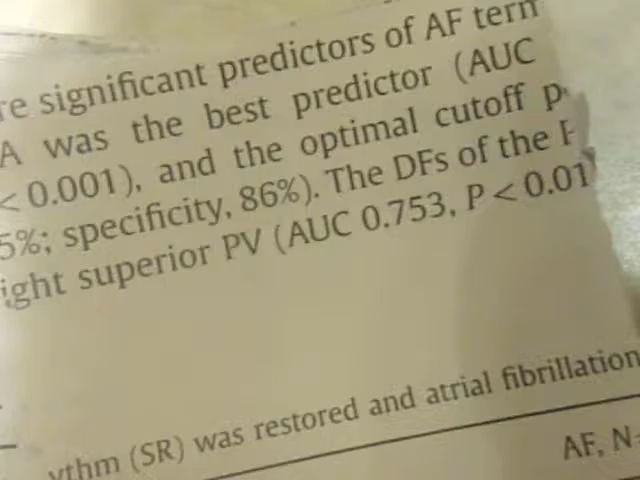 re significant predictors of AF term
A was the best predictor (AUC
< 0.001), and the optimal cutoff p
5%; specificity, 86%). The DFs of the
ight superior PV (AUC 0.753, P < 0.01
ythm (SR) was restored and atrial fibrillation
AF, N=